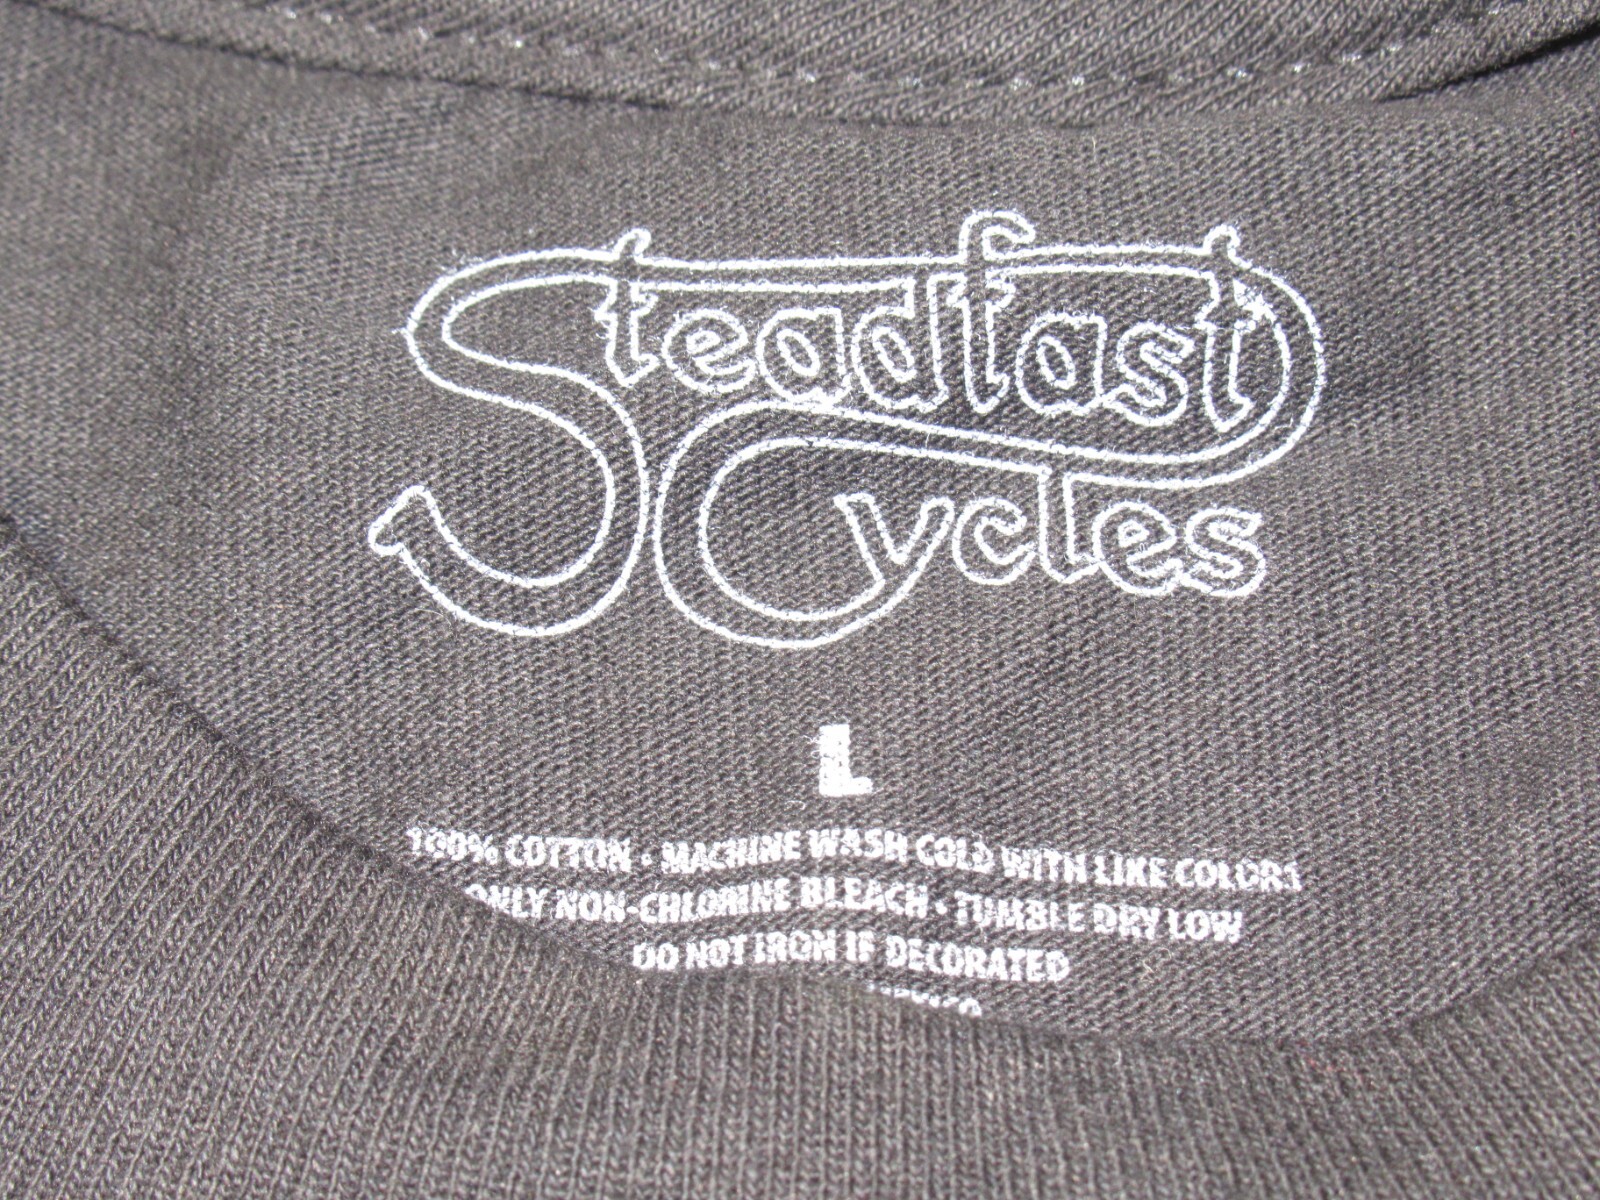 Steadfast
Cycles
L
100% COTTON • MACHINE WASH COLD WITH LIKE COLORS
ONLY NON-CHLORINE BLEACH • TUMBLE DRY LOW
DO NOT IRON IF DECORATED